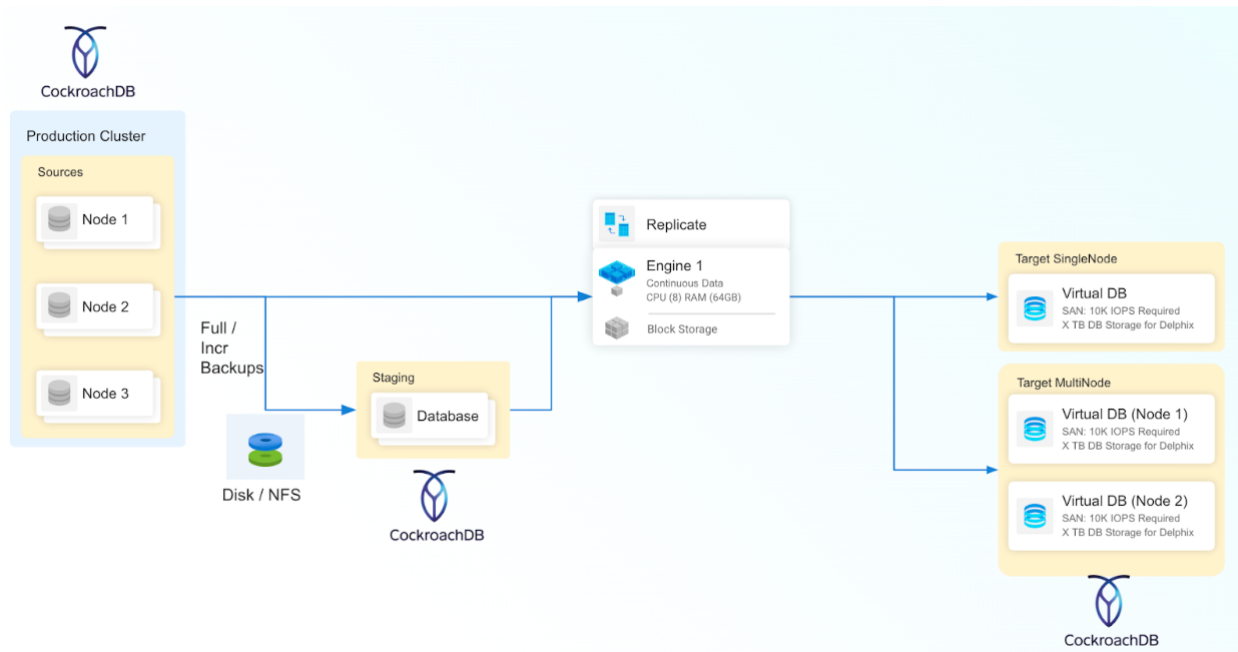 CockroachDB
Production Cluster
Sources
Node 1
Node 2
Node 3
Full /
Incr
Backups
Disk / NFS
Staging
Database
CockroachDB
Replicate
Engine 1
Continuous Data
CPU (8) RAM (64GB)
Block Storage
Target SingleNode
Virtual DB
SAN: 10K IOPS Required
X TB DB Storage for Delphix
Target MultiNode
Virtual DB (Node 1)
SAN: 10K IOPS Required
X TB DB Storage for Delphix
Virtual DB (Node 2)
SAN: 10K IOPS Required
X TB DB Storage for Delphix
CockroachDB